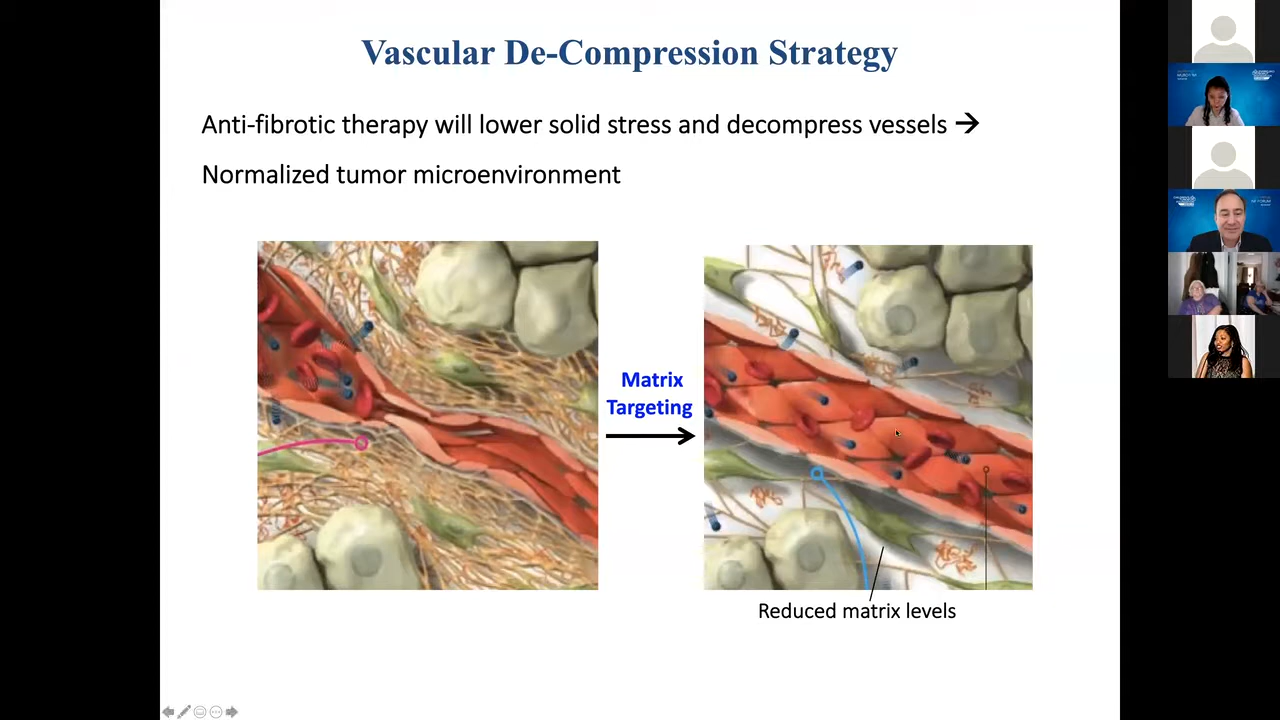 Vascular De-Compression Strategy
Anti-fibrotic therapy will lower solid stress and decompress vessels →
Normalized tumor microenvironment
Matrix
Targeting
Reduced matrix levels